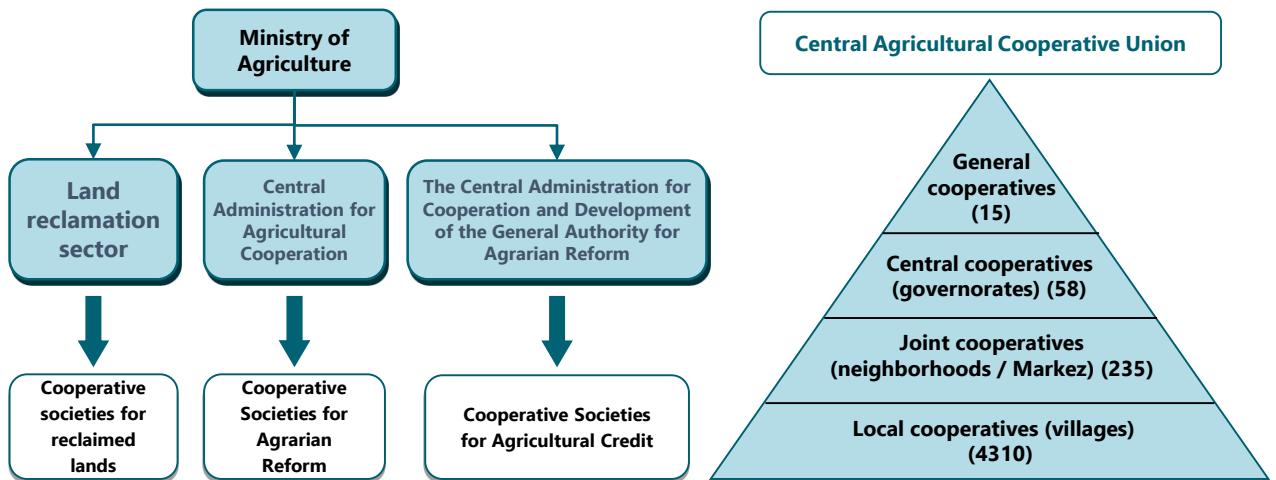 Ministry of
Agriculture
Land
reclamation
sector
Central
Administration for
Agricultural
Cooperation
The Central Administration for
Cooperation and Development
of the General Authority for
Agrarian Reform
Cooperative
societies for
reclaimed
lands
Cooperative
Societies for
Agrarian
Reform
Cooperative Societies
for Agricultural Credit
Central Agricultural Cooperative Union
General
cooperatives
(15)
Central cooperatives
(governorates) (58)
Joint cooperatives
(neighborhoods / Markez) (235)
Local cooperatives (villages)
(4310)